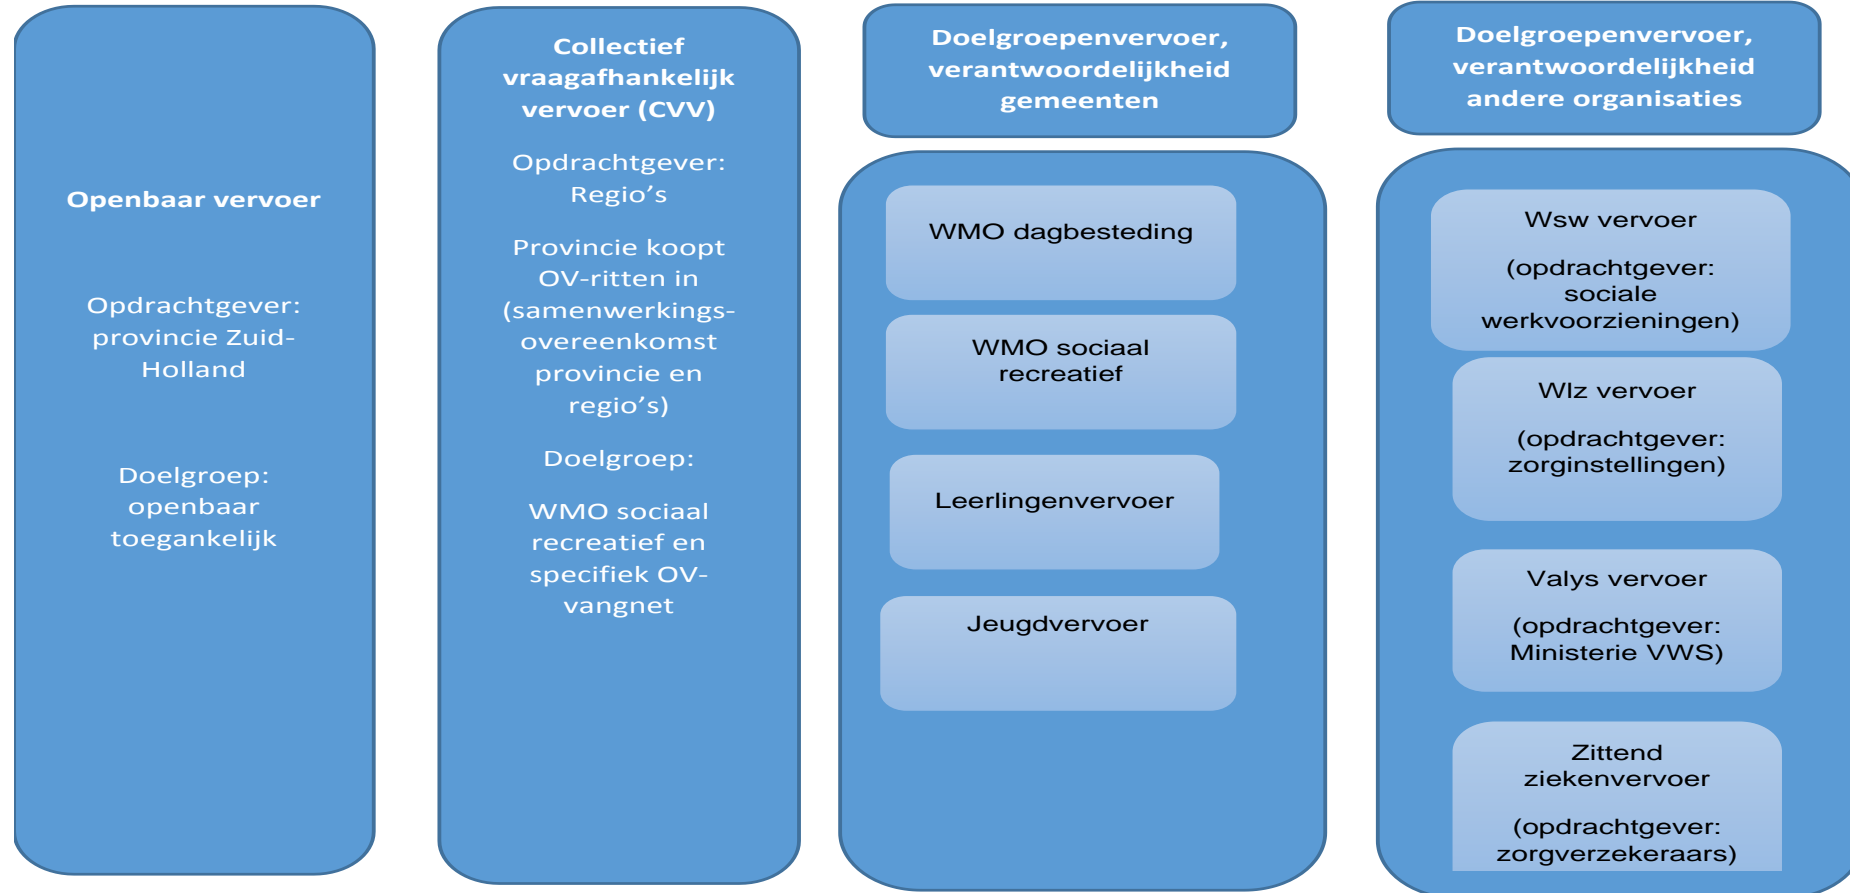 Openbaar vervoer
Opdrachtgever:
provincie Zuid-
Holland
Doelgroep:
openbaar
toegankelijk
Collectief
vraagafhankelijk
vervoer (CVV)
Opdrachtgever:
Regio's
Provincie koopt
OV-ritten in
(samenwerkings-
overeenkomst
provincie en
regio's)
Doelgroep:
WMO sociaal
recreatief en
specifiek OV-
vangnet
Doelgroepenvervoer,
verantwoordelijkheid
gemeenten
WMO dagbesteding
WMO sociaal
recreatief
Leerlingenvervoer
Jeugdvervoer
Doelgroepenvervoer,
verantwoordelijkheid
andere organisaties
Wsw vervoer
(opdrachtgever:
sociale
werkvoorzieningen)
Wlz vervoer
(opdrachtgever:
zorginstellingen)
Valys vervoer
(opdrachtgever:
Ministerie VWS)
Zittend
ziekenvervoer
(opdrachtgever:
zorgverzekeraars)